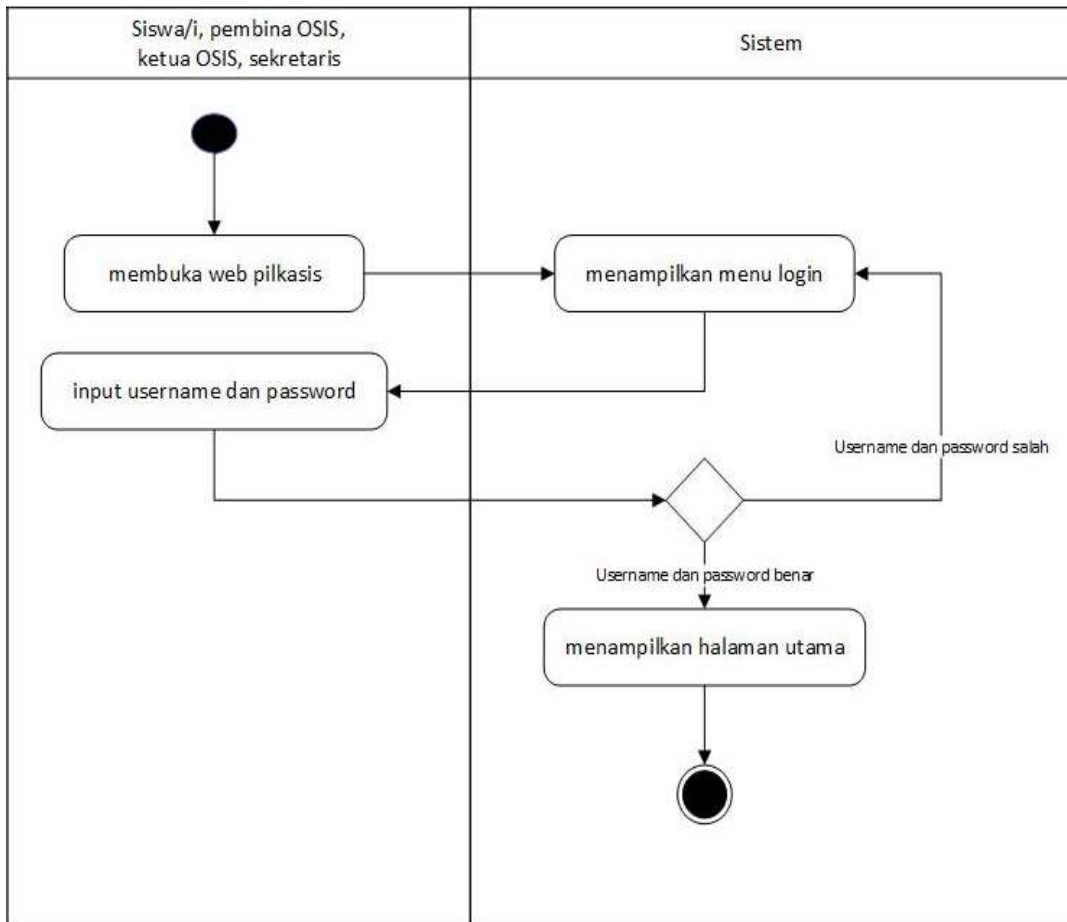 Siswa/i, pembina OSIS,
ketua OSIS, sekretaris
Sistem
membuka web pilkasis
menampilkan menu login
input username dan password
Username dan password salah
Username dan password benar
menampilkan halaman utama